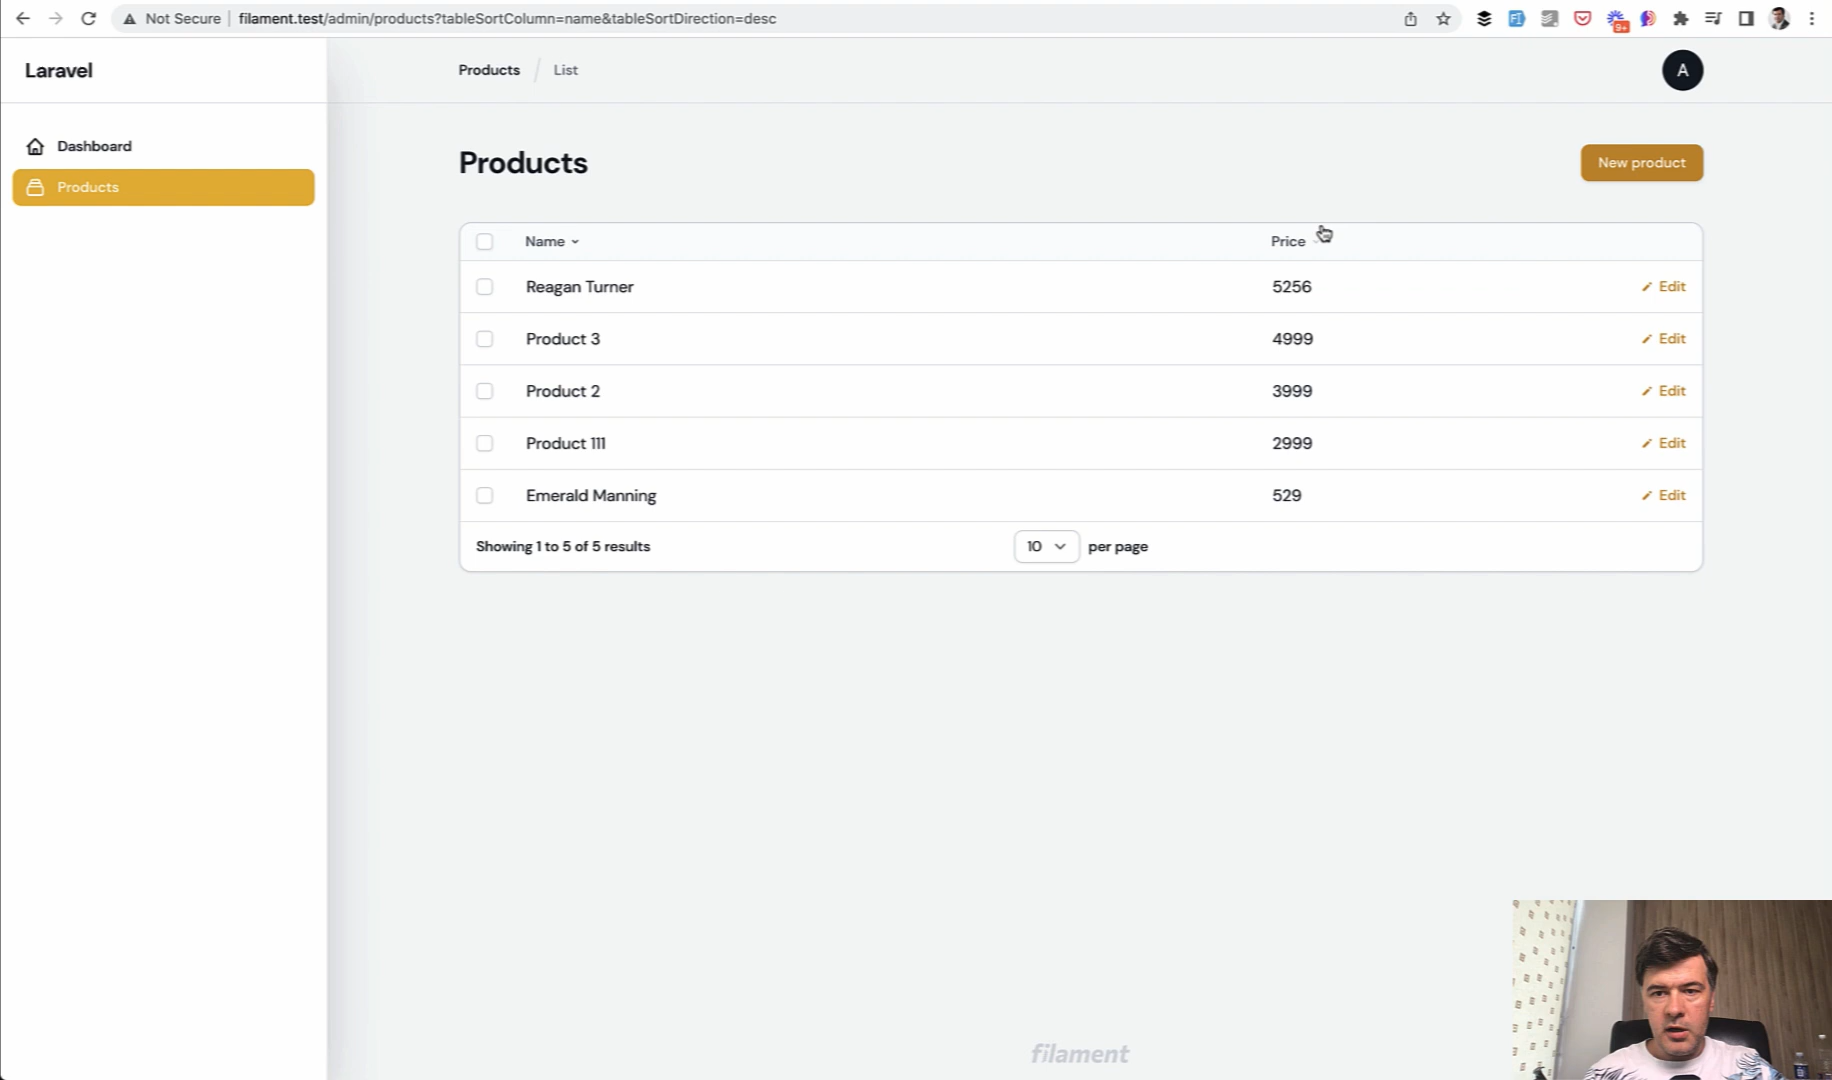 Not Secure | filament.test/admin/products?tableSortColumn=name&tableSortDirection=desc
9+
Laravel
Products / List
A
Dashboard
Products
Products
New product
Name
Price
Reagan Turner 5256 Edit
Product 3 4999 Edit
Product 2 3999 Edit
Product 111 2999 Edit
Emerald Manning 529 Edit
Showing 1 to 5 of 5 results
10 per page
filament